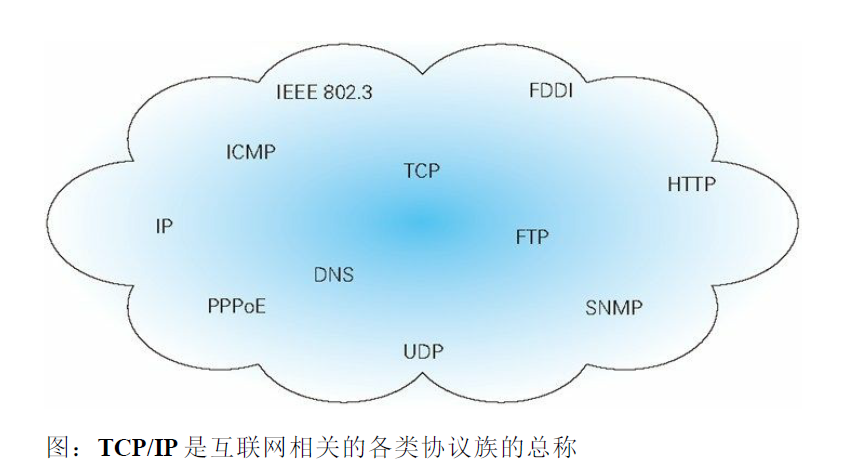 IEEE 802.3
FDDI
ICMP
TCP
HTTP
IP
FTP
DNS
PPPoE
SNMP
UDP
图：TCP/IP 是互联网相关的各类协议族的总称